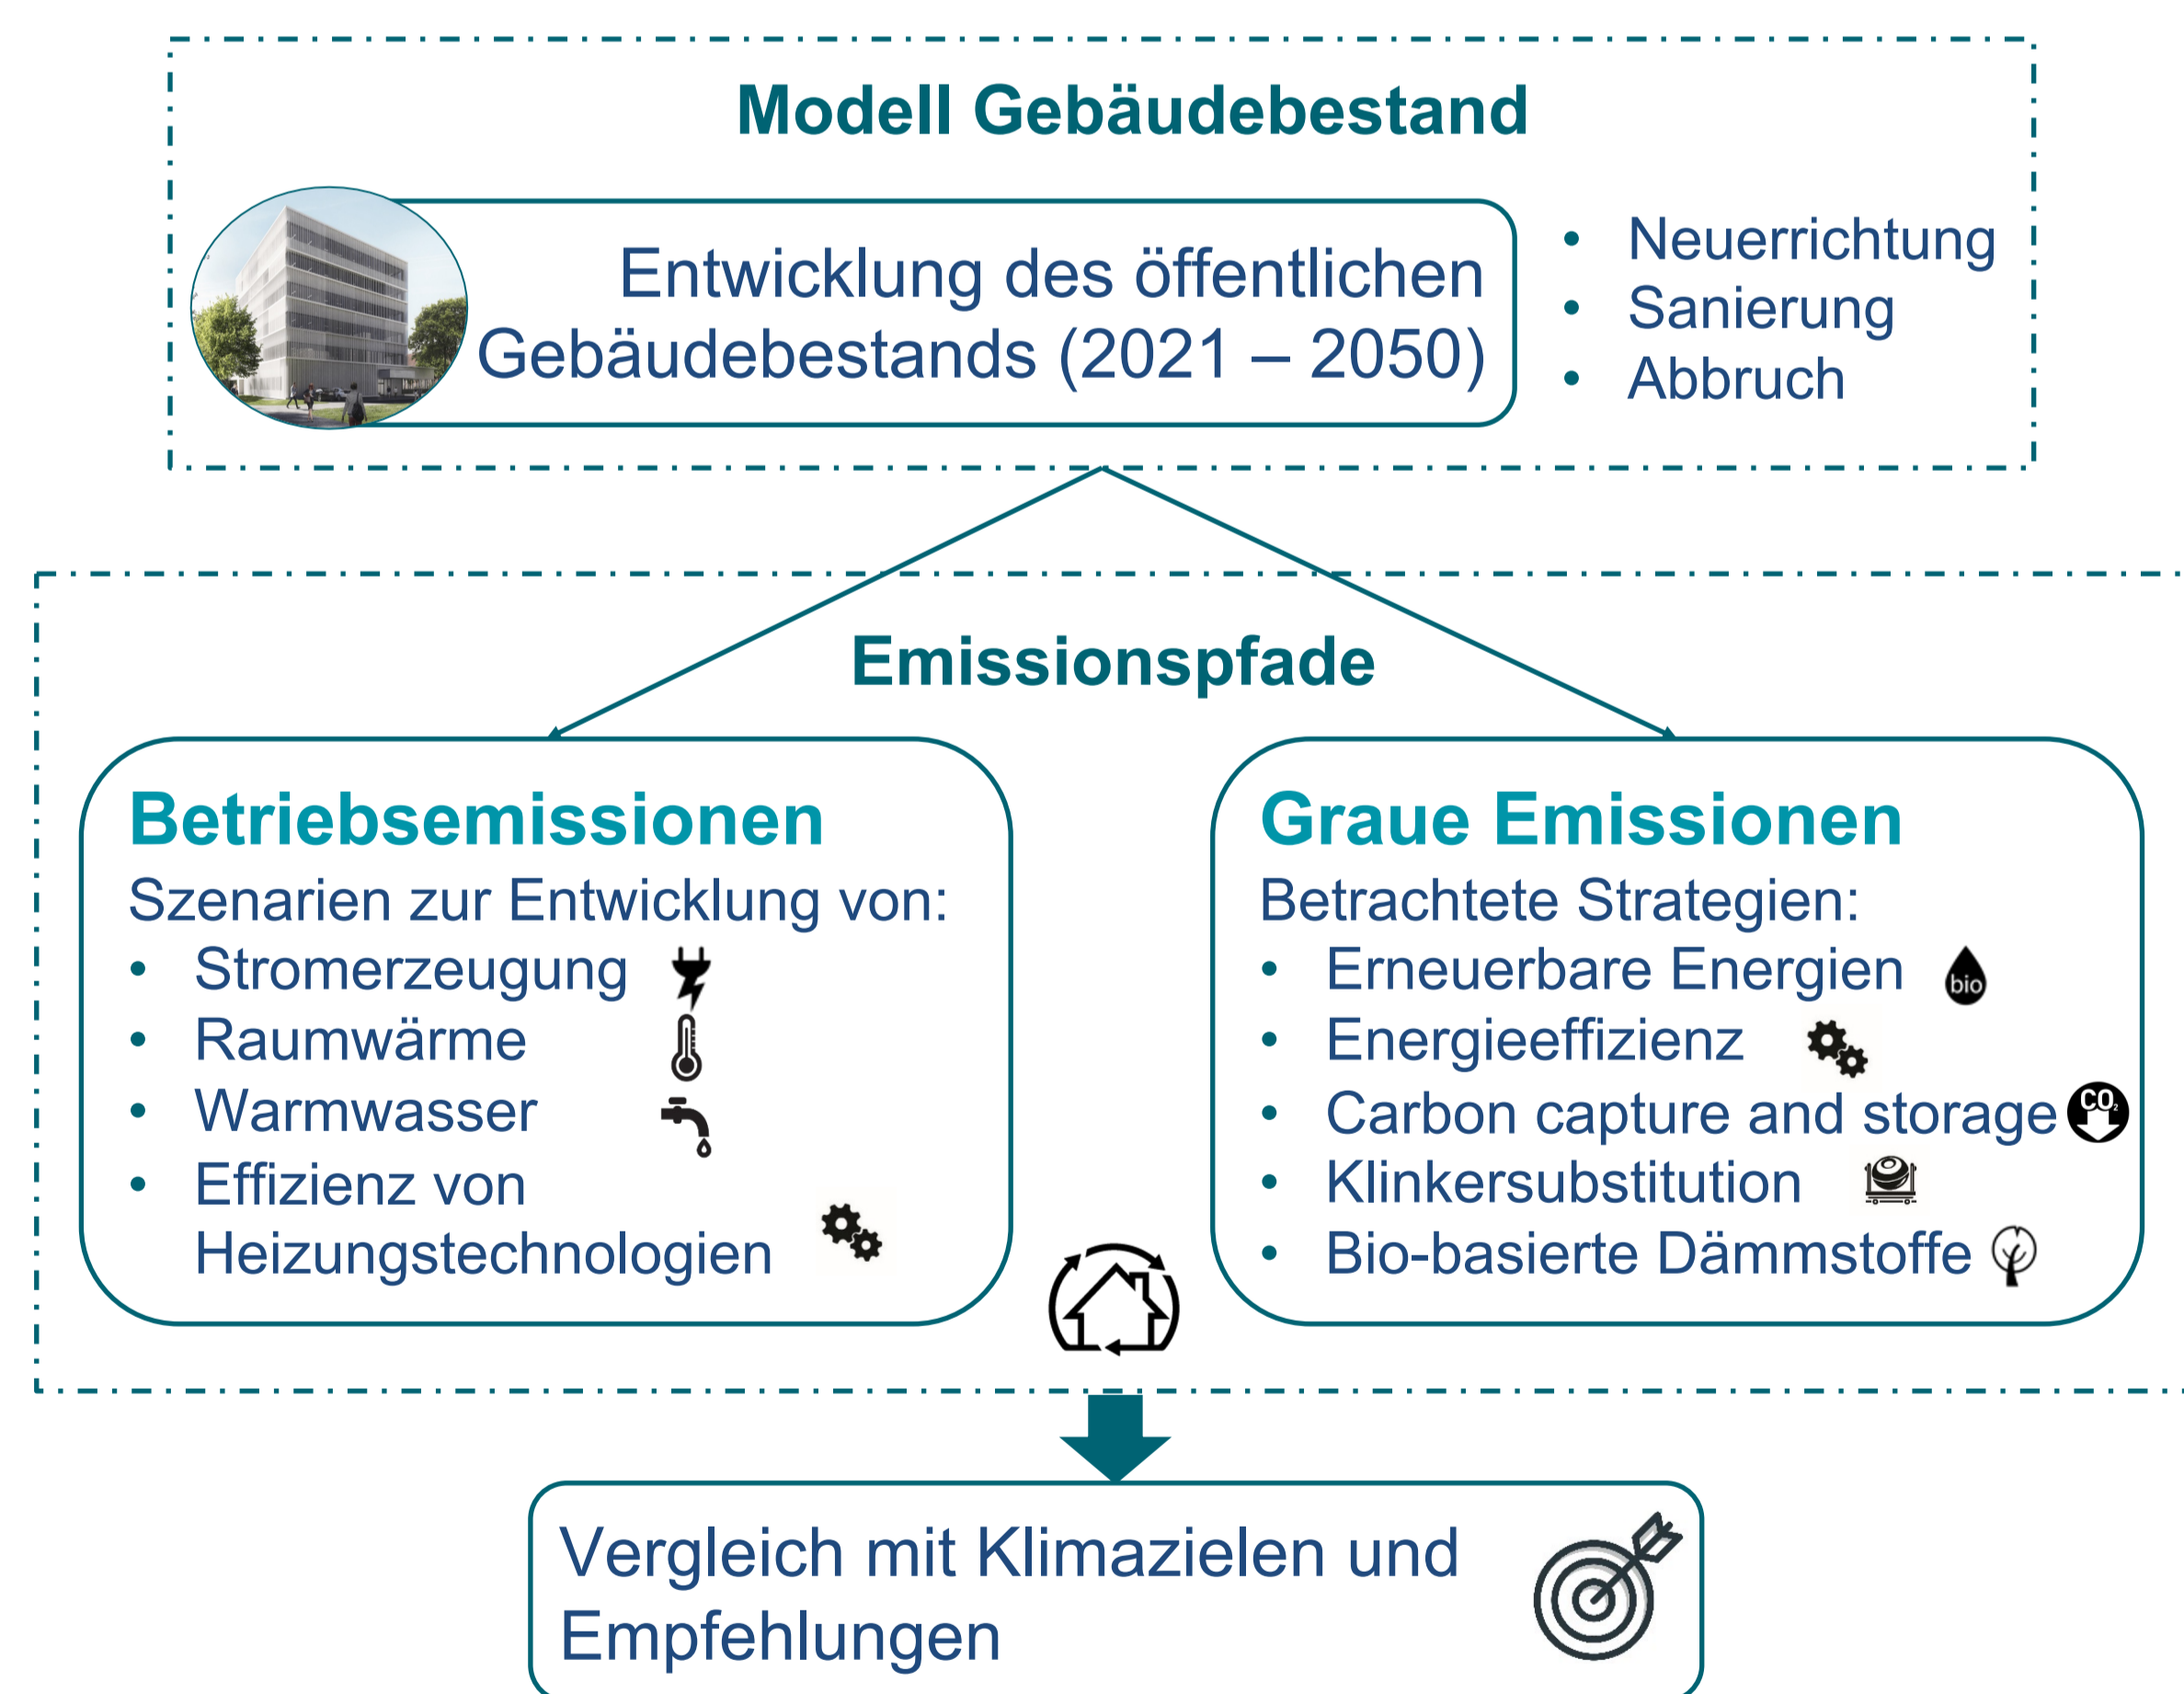 Modell Gebäudebestand
Entwicklung des öffentlichen
Gebäudebestands (2021 – 2050)
• Neuerrichtung
• Sanierung
• Abbruch
Emissionspfade
Betriebsemissionen
Szenarien zur Entwicklung von:
• Stromerzeugung
• Raumwärme
• Warmwasser
• Effizienz von
Heizungstechnologien
Graue Emissionen
Betrachtete Strategien:
• Erneuerbare Energien
bio
• Energieeffizienz
• Carbon capture and storage
CO₂
• Klinkersubstitution
• Bio-basierte Dämmstoffe
Vergleich mit Klimazielen und
Empfehlungen